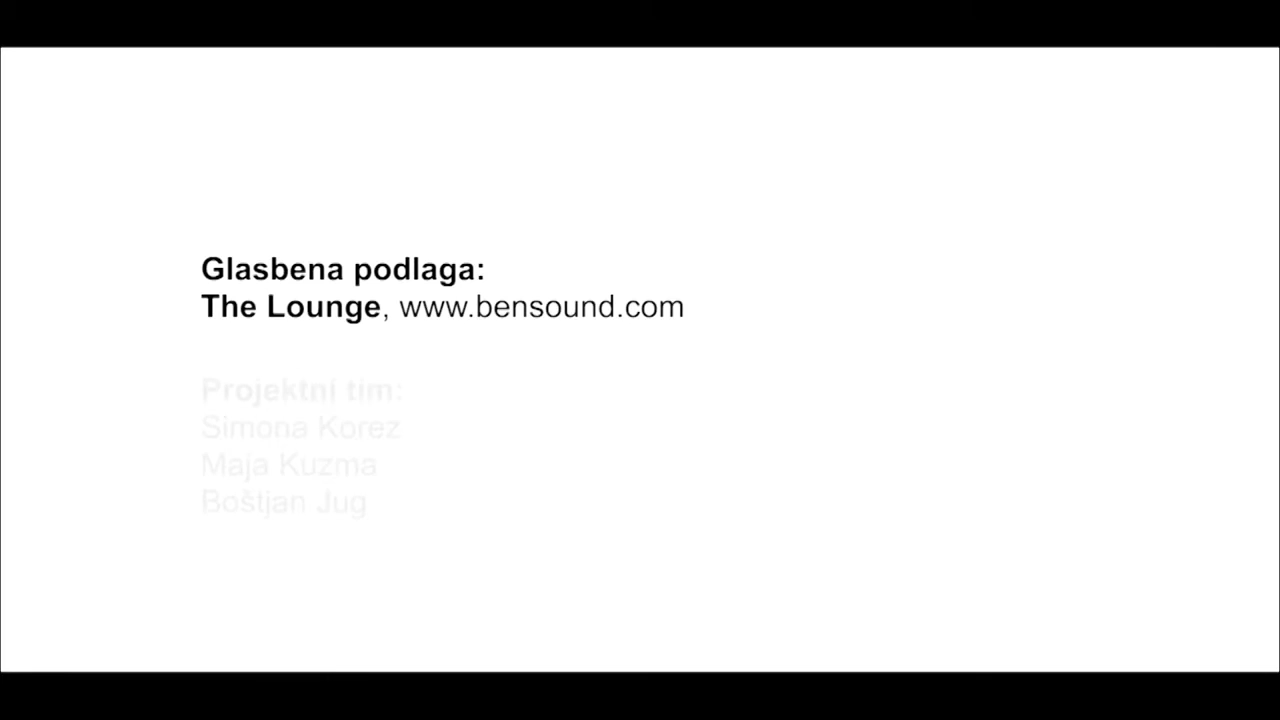 Glasbena podlaga:
The Lounge, www.bensound.com
Projektni tim:
Simona Korez
Maja Kuzma
Boštjan Jug